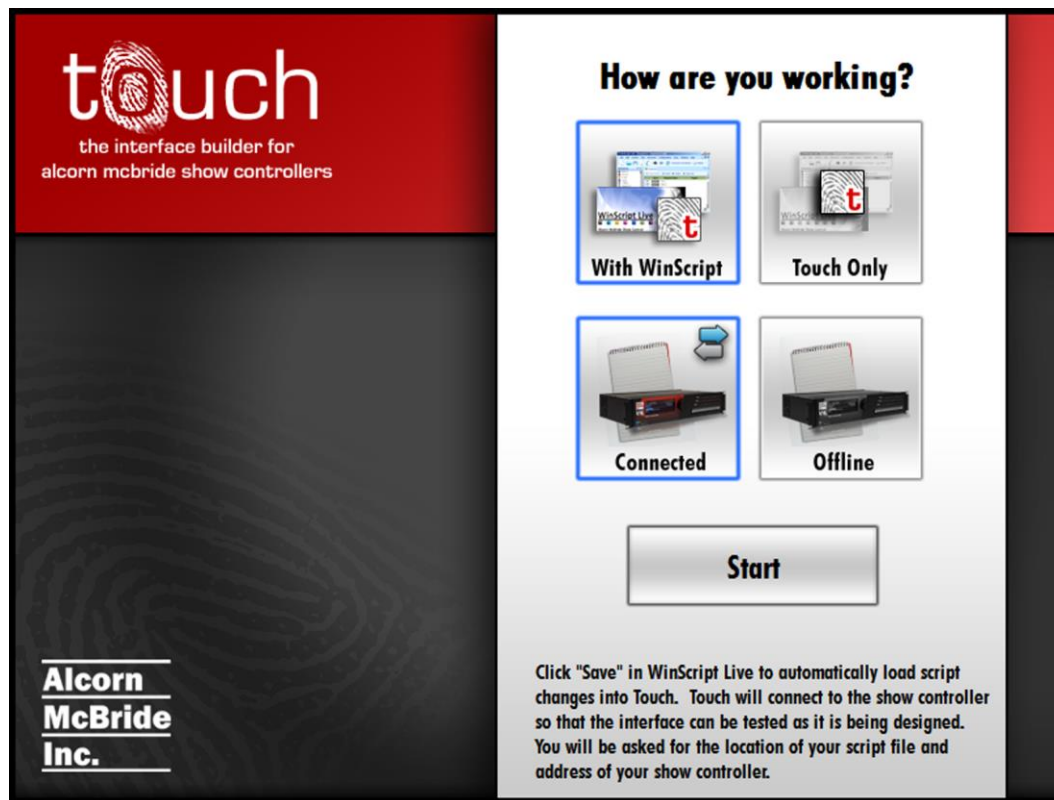 touch
the interface builder for
alcorn mcbride show controllers
Alcorn
McBride
Inc.
How are you working?
WinScript Live
t
With WinScript
t
Touch Only
Connected
Offline
Start
Click "Save" in WinScript Live to automatically load script
changes into Touch. Touch will connect to the show controller
so that the interface can be tested as it is being designed.
You will be asked for the location of your script file and
address of your show controller.